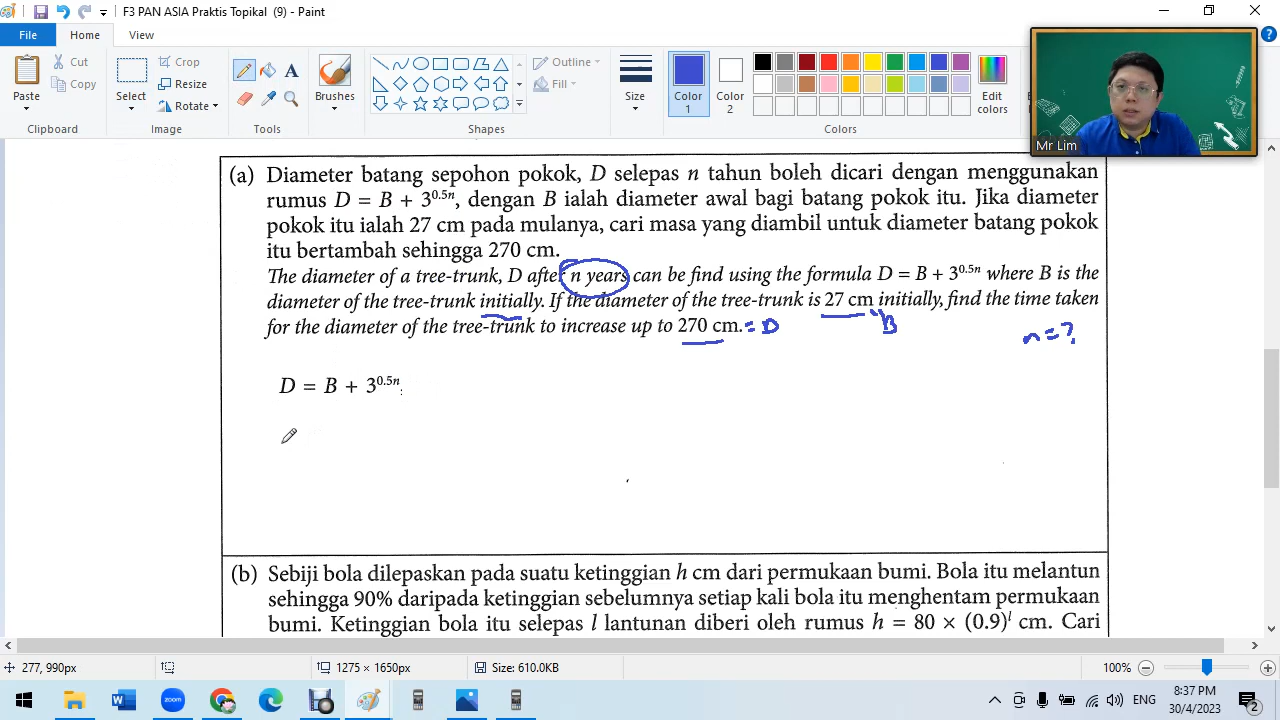 F3 PAN ASIA Praktis Topikal (9) - Paint
File
Home
View
Paste
Cut
Copy
Clipboard
Select
Crop
Resize
Rotate
Image
A
Tools
Brushes
Shapes
Outline
Fill
Size
Color 1
Color 2
Edit colors
Colors
Mr Lim
(a) Diameter batang sepohon pokok, D selepas n tahun boleh dicari dengan menggunakan
rumus D = B + 3^0.5n, dengan B ialah diameter awal bagi batang pokok itu. Jika diameter
pokok itu ialah 27 cm pada mulanya, cari masa yang diambil untuk diameter batang pokok
itu bertambah sehingga 270 cm.
The diameter of a tree-trunk, D after n years can be find using the formula D = B + 3^0.5n where B is the
diameter of the tree-trunk initially. If the diameter of the tree-trunk is 27 cm initially, find the time taken
for the diameter of the tree-trunk to increase up to 270 cm. = D
B
n = ?
D = B + 3^0.5n
(b) Sebiji bola dilepaskan pada suatu ketinggian h cm dari permukaan bumi. Bola itu melantun
sehingga 90% daripada ketinggian sebelumnya setiap kali bola itu menghentam permukaan
bumi. Ketinggian bola itu selepas l lantunan diberi oleh rumus h = 80 × (0.9)^l cm. Cari
277, 990px
1275 × 1650px
Size: 610.0KB
100%
zoom
ENG
8:37 PM
30/4/2023
2